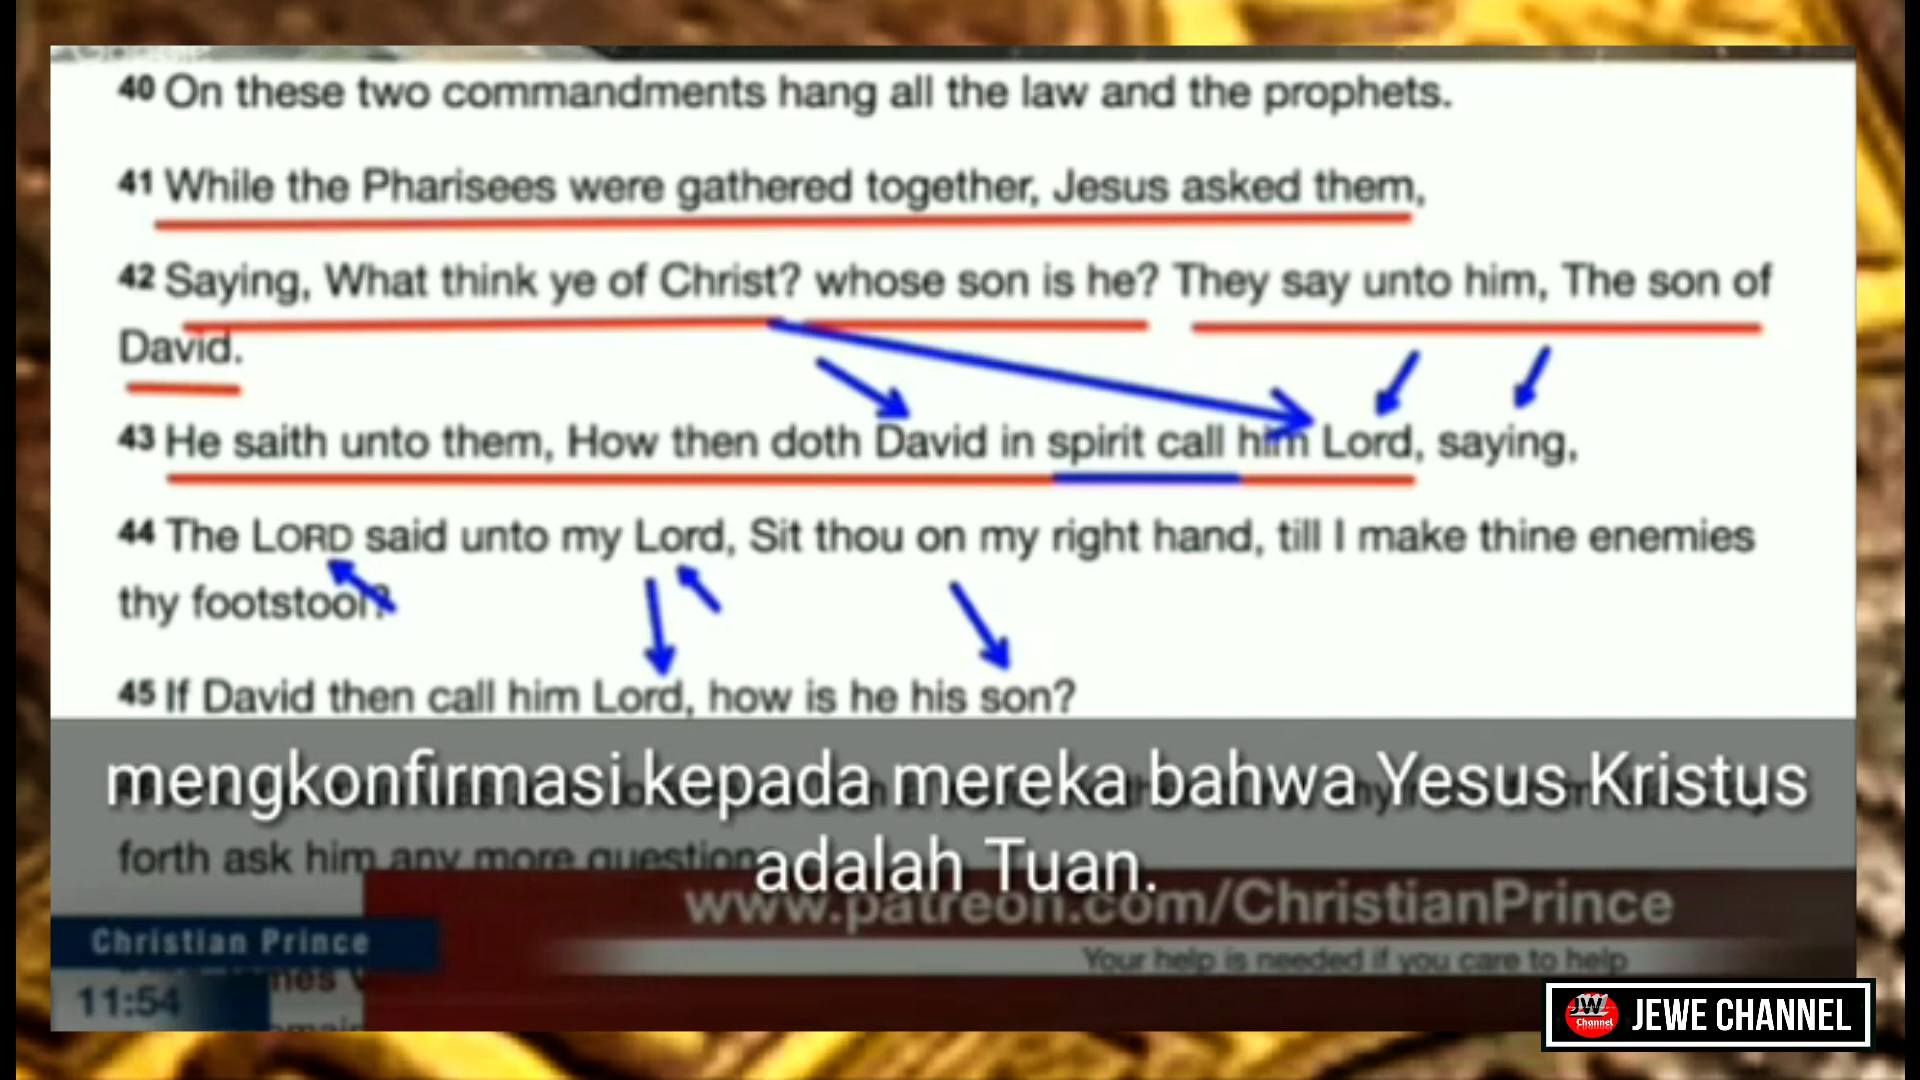 40 On these two commandments hang all the law and the prophets.
41 While the Pharisees were gathered together, Jesus asked them,
42 Saying, What think ye of Christ? whose son is he? They say unto him, The son of
David.
43 He saith unto them, How then doth David in spirit call him Lord, saying,
44 The LORD said unto my Lord, Sit thou on my right hand, till I make thine enemies
thy footstool?
45 If David then call him Lord, how is he his son?
mengkonfirmasi kepada mereka bahwa Yesus Kristus
adalah Tuan.
forth ask him any more questions
www.patreon.com/ChristianPrince
Christian Prince
Your help is needed if you care to help
11:54
JW
Channel
JEWE CHANNEL